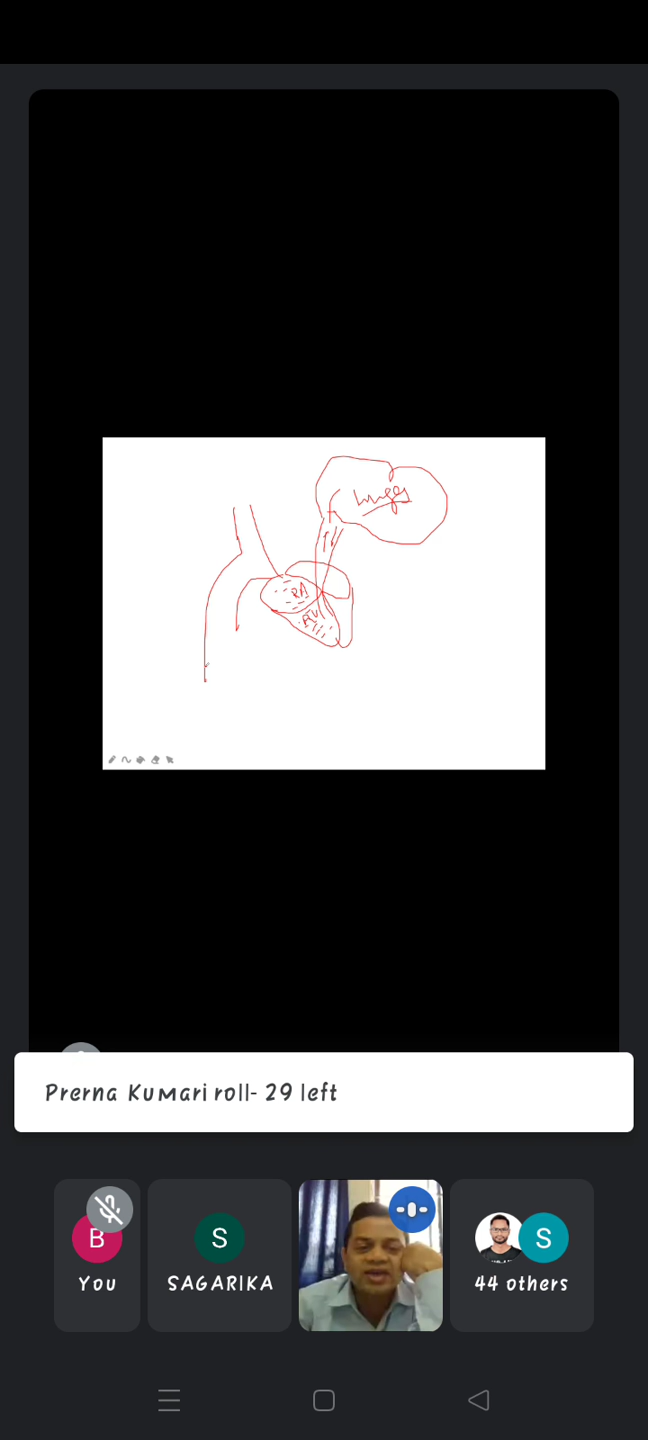 Lungs
RA
RV
Prerna Kumari roll- 29 left
B
S
S
You
SAGARIKA
44 others